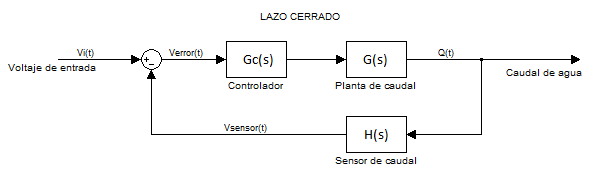 LAZO CERRADO
Vi(t)
Voltaje de entrada
+
−
Verror(t)
Gc(s)
Controlador
G(s)
Planta de caudal
Q(t)
Caudal de agua
Vsensor(t)
H(s)
Sensor de caudal